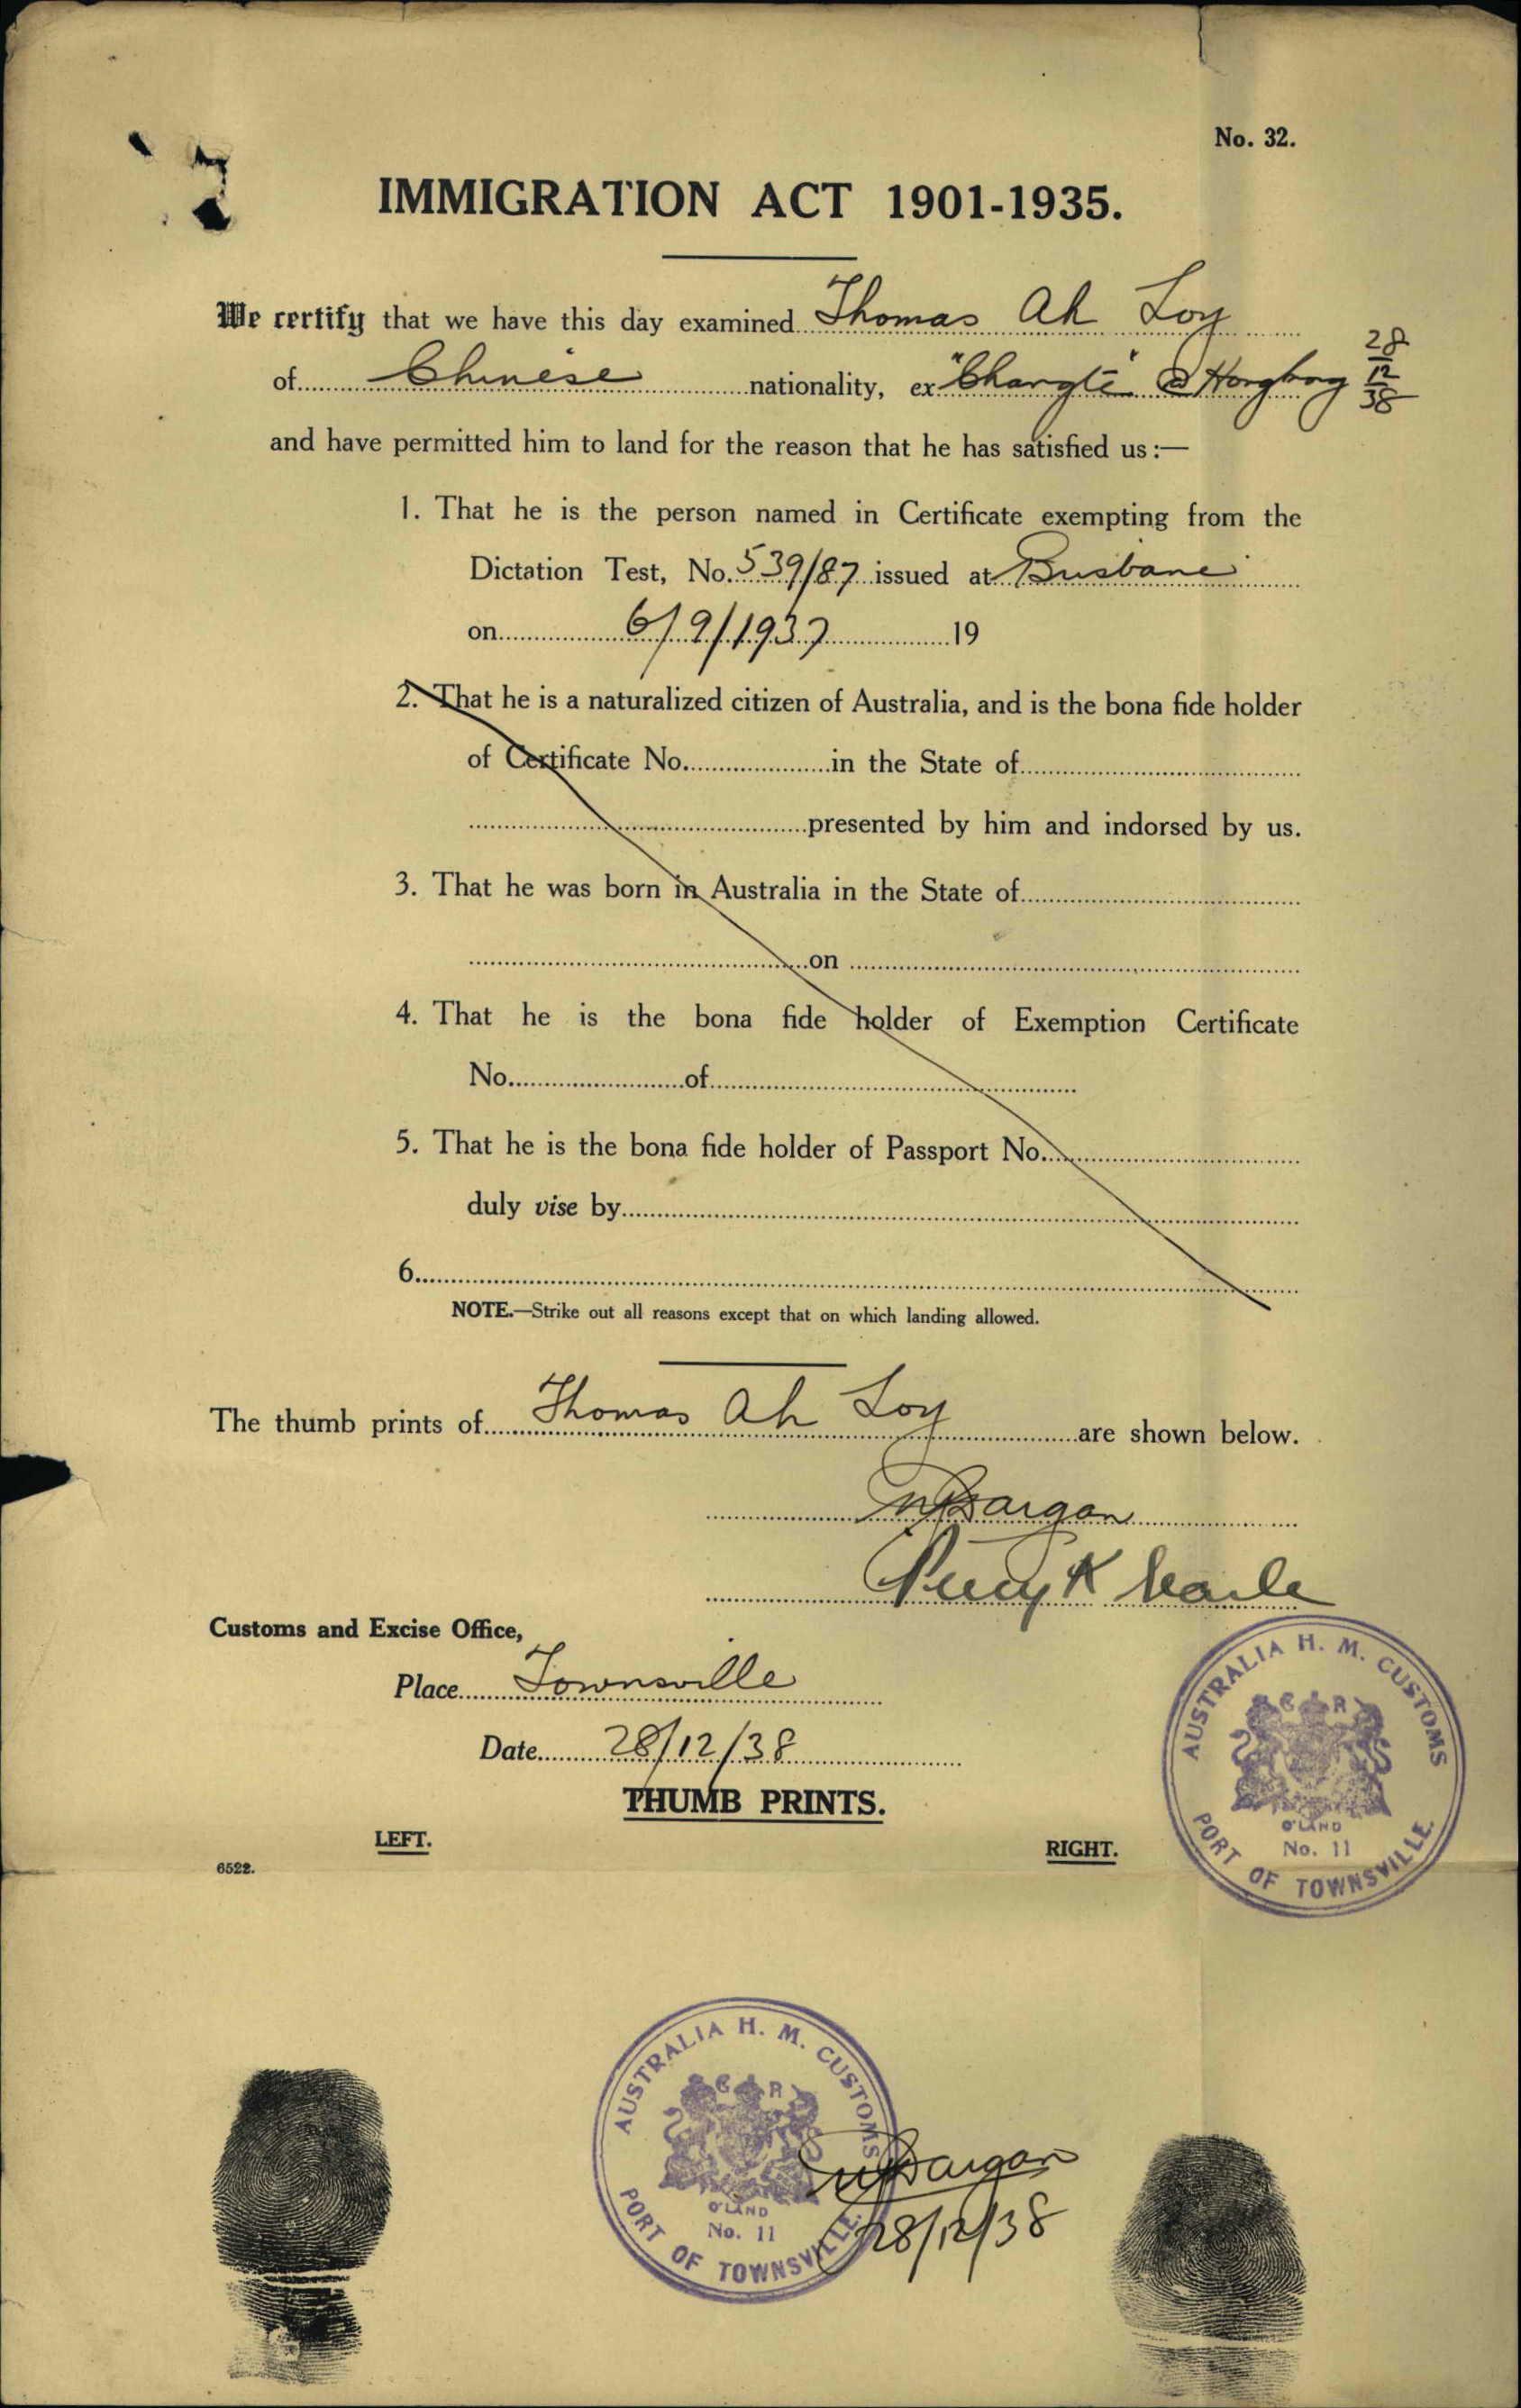 No. 32.
IMMIGRATION ACT 1901-1935.
We certify that we have this day examined Thomas Ah Loy
of Chinese nationality, ex "Changte" @ Hongkong 28/12/38
and have permitted him to land for the reason that he has satisfied us :—
1. That he is the person named in Certificate exempting from the
Dictation Test, No. 539/87 issued at Brisbane
on 6/9/1937 19
2. That he is a naturalized citizen of Australia, and is the bona fide holder
of Certificate No. in the State of
presented by him and indorsed by us.
3. That he was born in Australia in the State of
on
4. That he is the bona fide holder of Exemption Certificate
No. of
5. That he is the bona fide holder of Passport No.
duly vise by
6
NOTE.—Strike out all reasons except that on which landing allowed.
The thumb prints of Thomas Ah Loy are shown below.
Dargan
Percy K
Customs and Excise Office,
Place Townsville
Date 28/12/38
AUSTRALIA H. M. CUSTOMS
G R
Q'LAND
No. 11
PORT OF TOWNSVILLE
THUMB PRINTS.
LEFT.
RIGHT.
6522.
AUSTRALIA H. M. CUSTOMS
G R
Q'LAND
No. 11
PORT OF TOWNSVILLE
Dargan
28/12/38